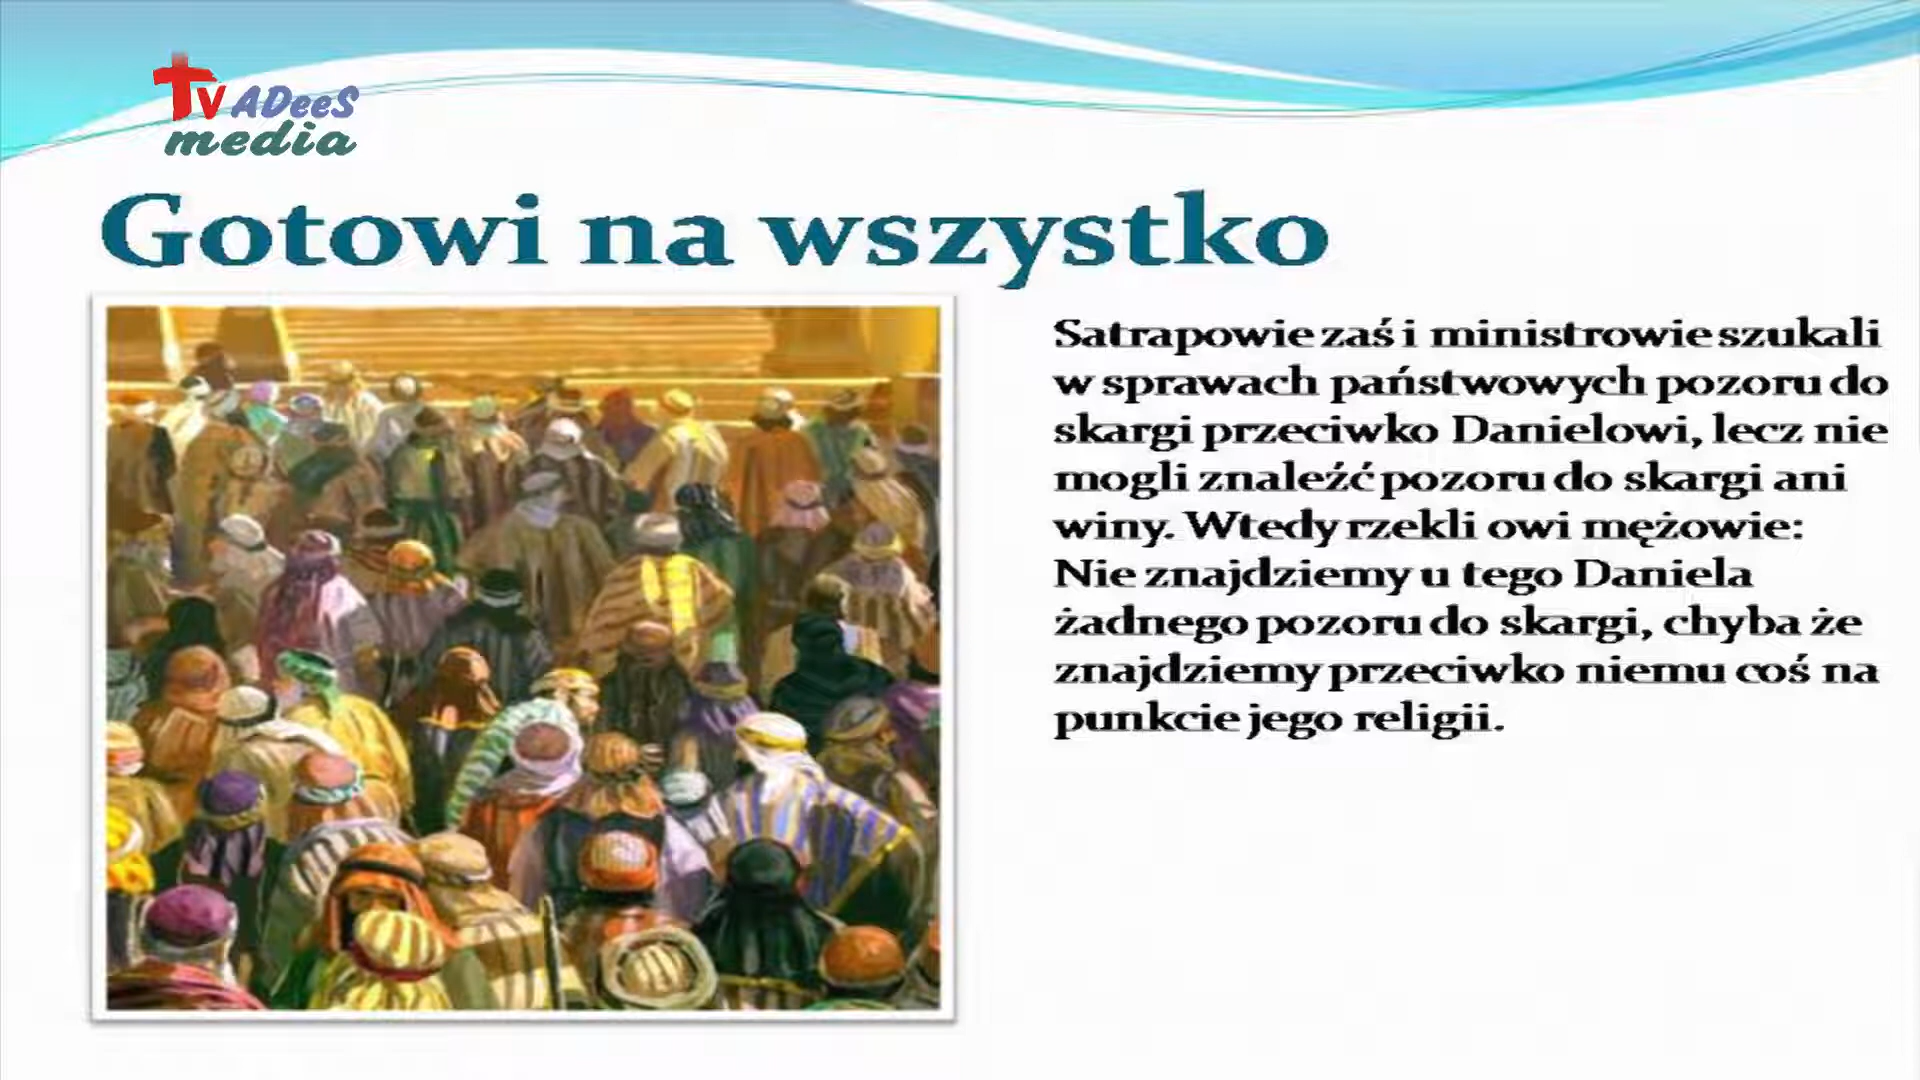 TV ADeeS
media
Gotowi na wszystko
Satrapowie zaś i ministrowie szukali
w sprawach państwowych pozoru do
skargi przeciwko Danielowi, lecz nie
mogli znaleźć pozoru do skargi ani
winy. Wtedy rzekli owi mężowie:
Nie znajdziemy u tego Daniela
żadnego pozoru do skargi, chyba że
znajdziemy przeciwko niemu coś na
punkcie jego religii.